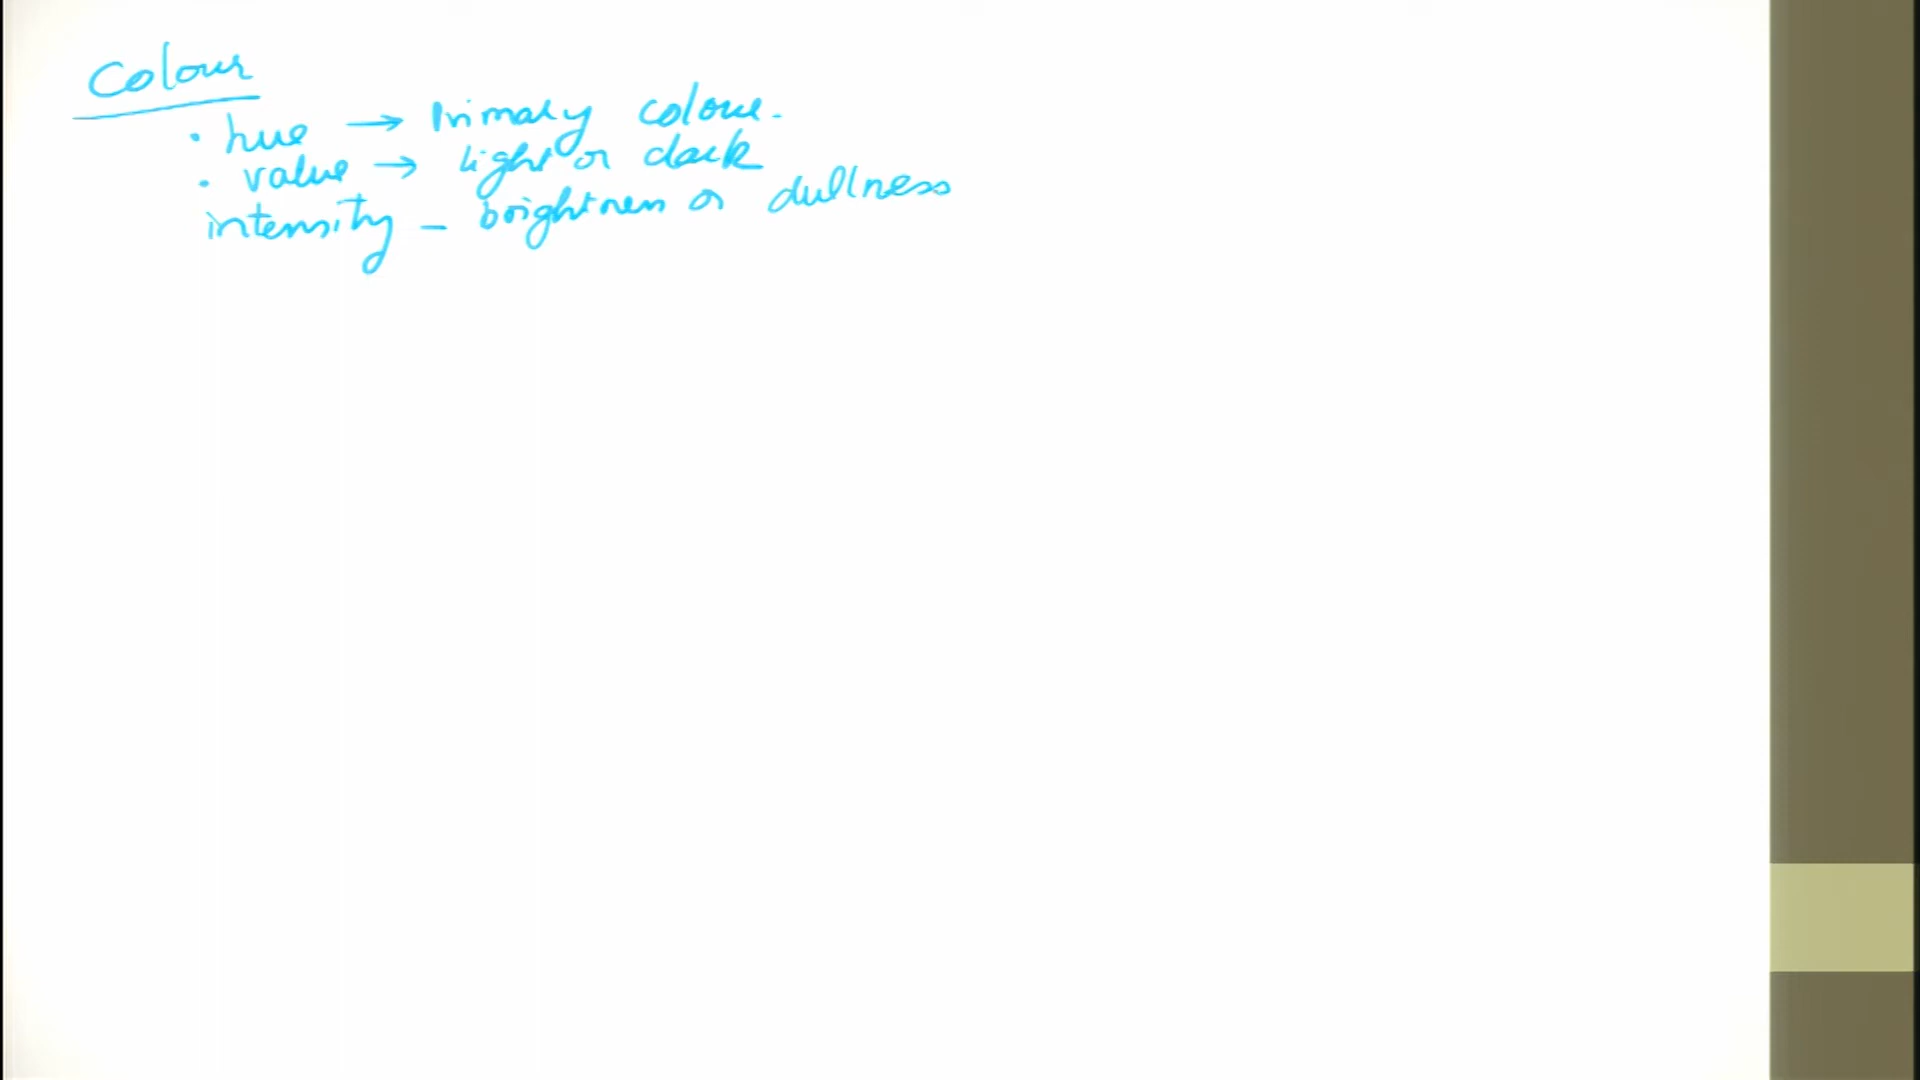 Colour
• hue → Primary colour.
• value → light or dark
intensity – brightness or dullness